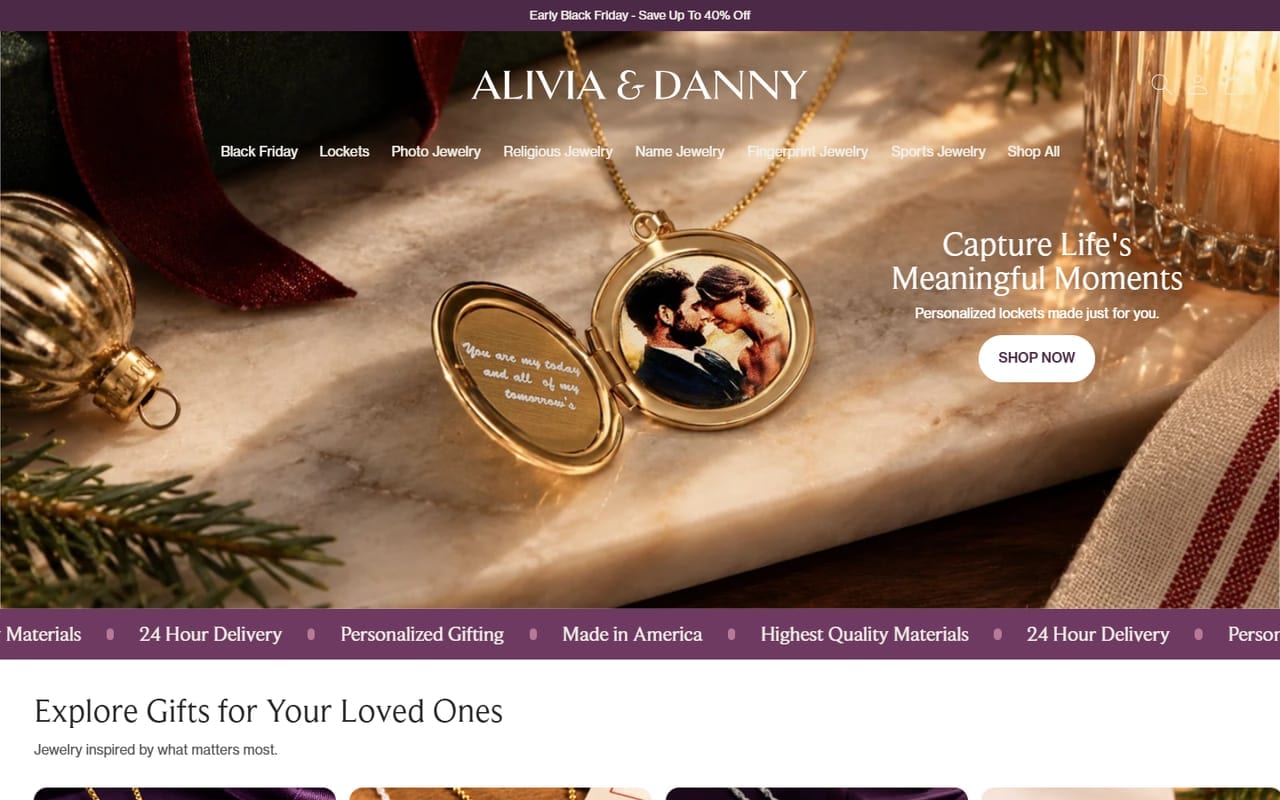 Early Black Friday - Save Up To 40% Off
ALIVIA & DANNY
Black Friday
Lockets
Photo Jewelry
Religious Jewelry
Name Jewelry
Fingerprint Jewelry
Sports Jewelry
Shop All
Capture Life's
Meaningful Moments
Personalized lockets made just for you.
SHOP NOW
You are my today
and all of my
tomorrow's
Materials
24 Hour Delivery
Personalized Gifting
Made in America
Highest Quality Materials
24 Hour Delivery
Person
Explore Gifts for Your Loved Ones
Jewelry inspired by what matters most.